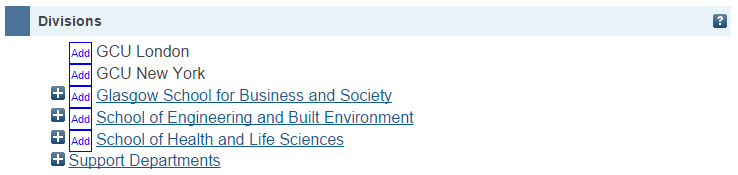 Divisions ?
Add GCU London
Add GCU New York
Add Glasgow School for Business and Society
Add School of Engineering and Built Environment
Add School of Health and Life Sciences
Support Departments